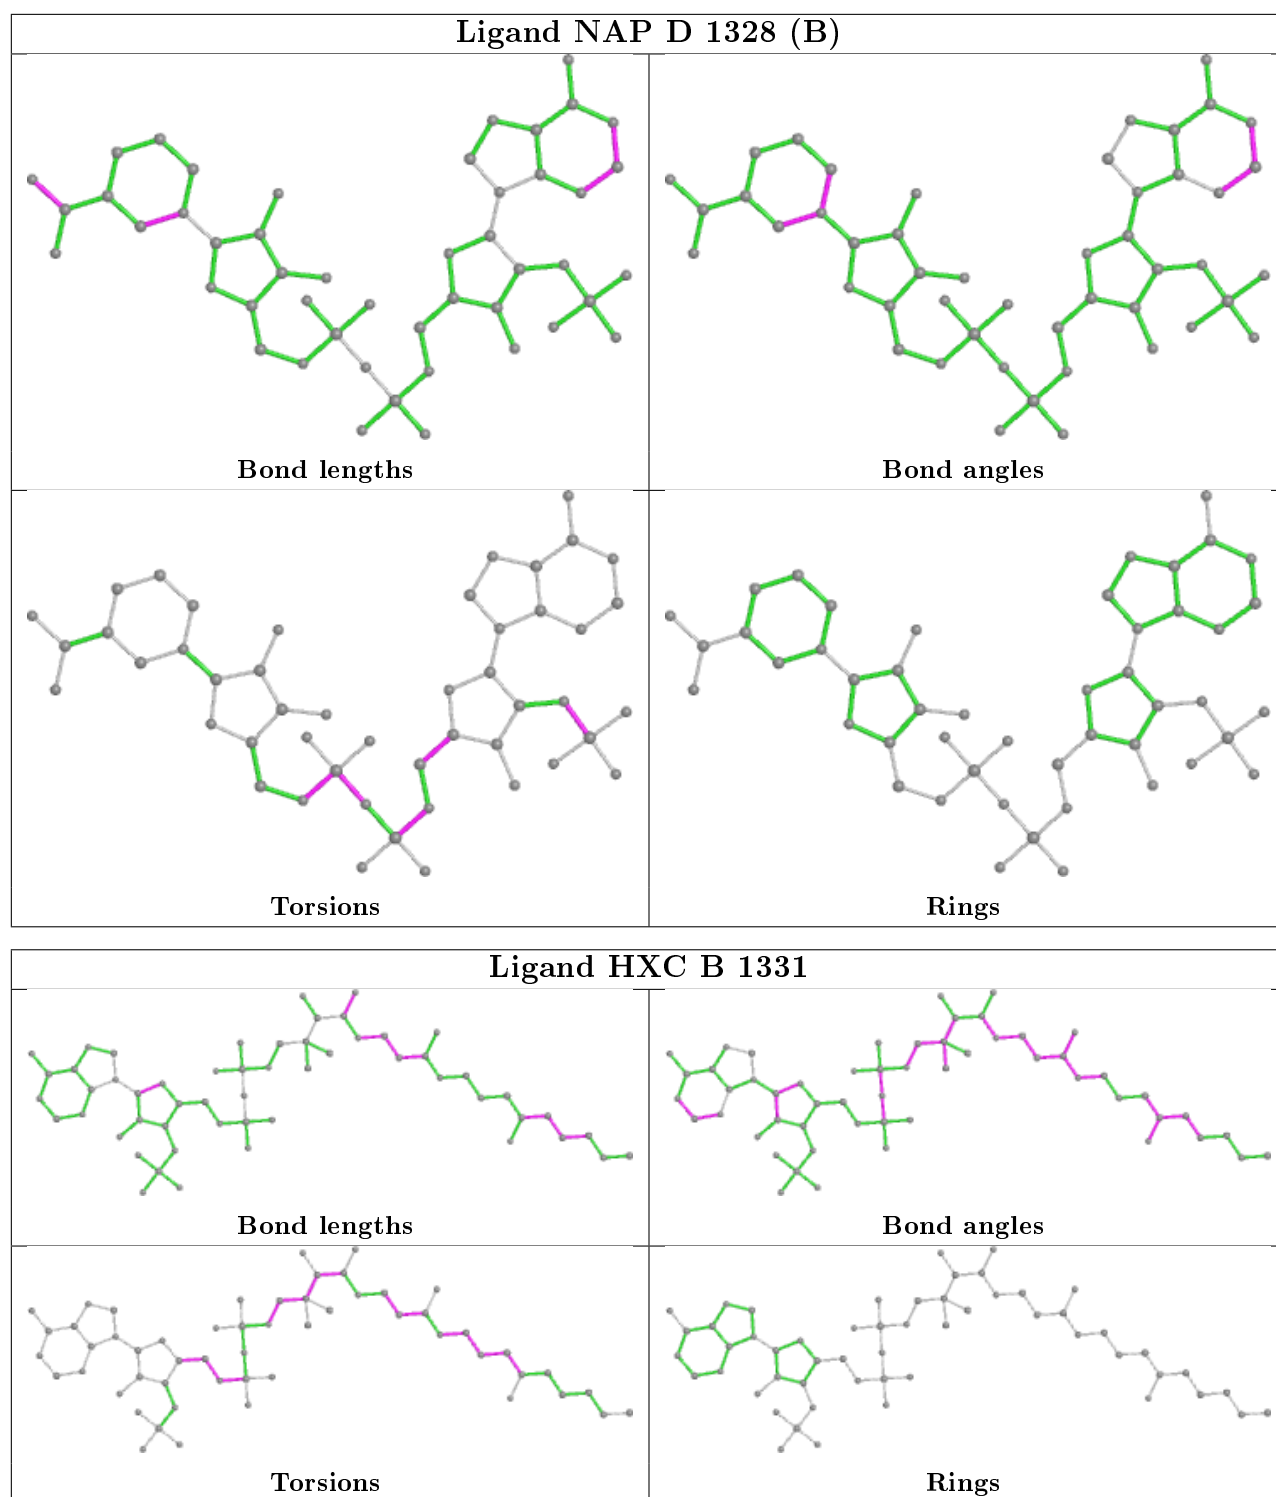 Ligand NAP D 1328 (B)
Bond lengths
Bond angles
Torsions
Rings
Ligand HXC B 1331
Bond lengths
Bond angles
Torsions
Rings